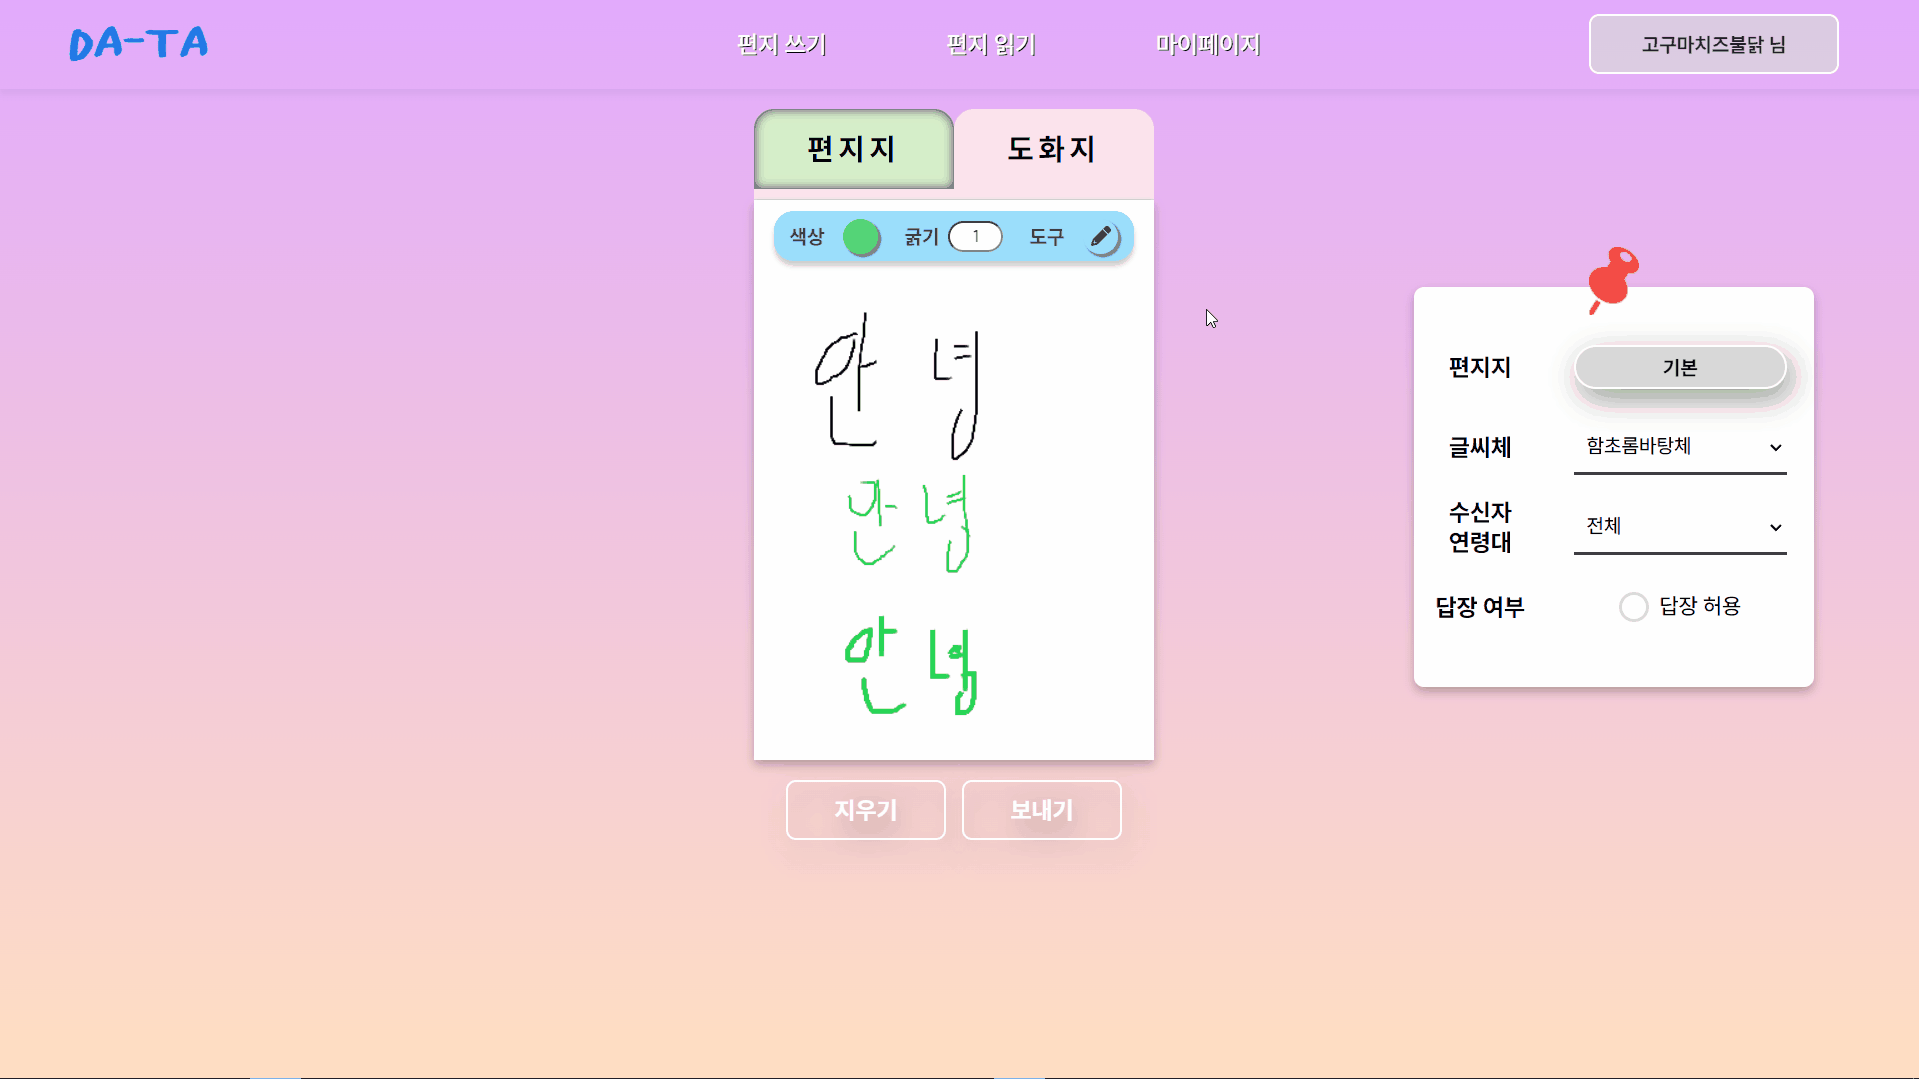 DA-TA
편지 쓰기 편지 읽기 마이페이지
고구마치즈불닭 님
편지지 도화지
색상 굵기 1 도구
안녕
안녕
안녕
지우기 보내기
편지지 기본
글씨체 함초롬바탕체
수신자
연령대 전체
답장 여부 답장 허용